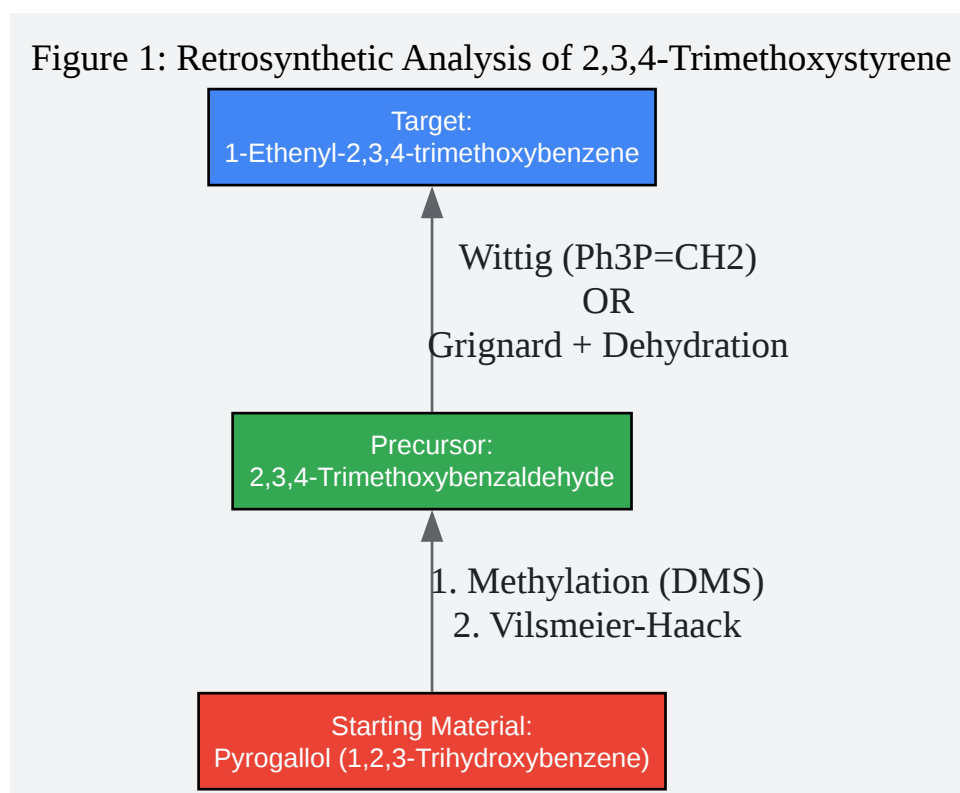 Figure 1: Retrosynthetic Analysis of 2,3,4-Trimethoxystyrene
Target:
1-Ethenyl-2,3,4-trimethoxybenzene
Wittig (Ph3P=CH2)
OR
Grignard + Dehydration
Precursor:
2,3,4-Trimethoxybenzaldehyde
1. Methylation (DMS)
2. Vilsmeier-Haack
Starting Material:
Pyrogallol (1,2,3-Trihydroxybenzene)